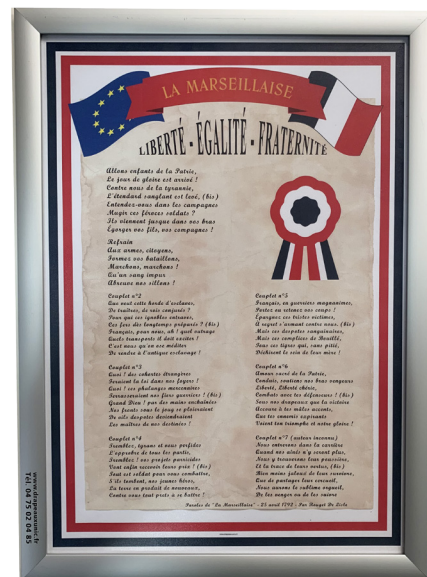 LA MARSEILLAISE
LIBERTÉ - ÉGALITÉ - FRATERNITÉ
Allons enfants de la Patrie,
Le jour de gloire est arrivé !
Contre nous de la tyrannie,
L'étendard sanglant est levé, (bis)
Entendez-vous dans les campagnes
Mugir ces féroces soldats ?
Ils viennent jusque dans vos bras
Égorger vos fils, vos compagnes !
Refrain
Aux armes, citoyens,
Formez vos bataillons,
Marchons, marchons !
Qu'un sang impur
Abreuve nos sillons !
Couplet n°2
Que veut cette horde d'esclaves,
De traîtres, de rois conjurés ?
Pour qui ces ignobles entraves,
Ces fers dès longtemps préparés ? (bis)
Français, pour nous, ah ! quel outrage
Quels transports il doit exciter !
C'est nous qu'on ose méditer
De rendre à l'antique esclavage !
Couplet n°3
Quoi ! des cohortes étrangères
Feraient la loi dans nos foyers !
Quoi ! ces phalanges mercenaires
Terrasseraient nos fiers guerriers ! (bis)
Grand Dieu ! par des mains enchaînées
Nos fronts sous le joug se ploieraient
De vils despotes deviendraient
Les maîtres de nos destinées !
Couplet n°4
Tremblez, tyrans et vous perfides
L'opprobre de tous les partis,
Tremblez ! vos projets parricides
Vont enfin recevoir leurs prix ! (bis)
Tout est soldat pour vous combattre,
S'ils tombent, nos jeunes héros,
La terre en produit de nouveaux,
Contre vous tout prêts à se battre !
Couplet n°5
Français, en guerriers magnanimes,
Portez ou retenez vos coups !
Épargnez ces tristes victimes,
A regret s'armant contre nous. (bis)
Mais ces despotes sanguinaires,
Mais ces complices de Bouillé,
Tous ces tigres qui, sans pitié,
Déchirent le sein de leur mère !
Couplet n°6
Amour sacré de la Patrie,
Conduis, soutiens nos bras vengeurs
Liberté, Liberté chérie,
Combats avec tes défenseurs ! (bis)
Sous nos drapeaux que la victoire
Accoure à tes mâles accents,
Que tes ennemis expirants
Voient ton triomphe et notre gloire !
Couplet n°7 (auteur inconnu)
Nous entrerons dans la carrière
Quand nos aînés n'y seront plus,
Nous y trouverons leur poussière,
Et la trace de leurs vertus, (bis)
Bien moins jaloux de leur survivre,
Que de partager leur cercueil,
Nous aurons le sublime orgueil,
De les venger ou de les suivre
Paroles de "La Marseillaise" - 25 avril 1792 - Par Rouget De Lisle
www.drapeauxunic.fr
Tél. 04 75 02 04 85